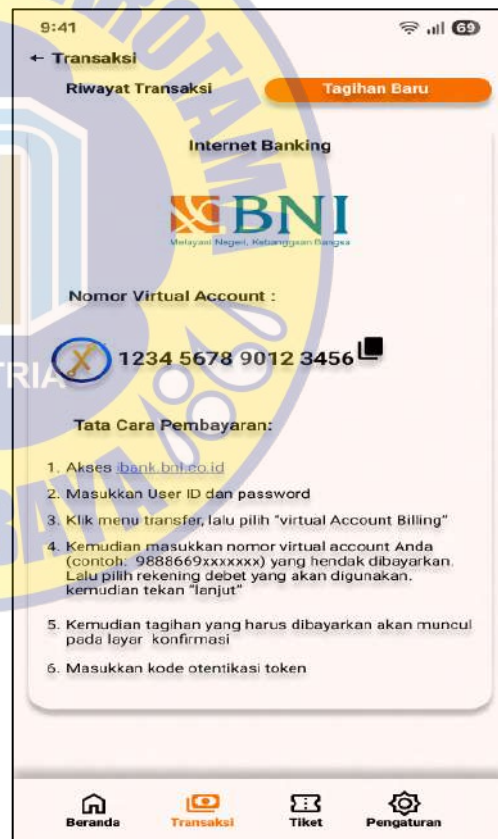 9:41
69
← Transaksi
Riwayat Transaksi
Tagihan Baru
Internet Banking
BNI
Melayani Negeri, Kebanggaan Bangsa
Nomor Virtual Account :
1234 5678 9012 3456
Tata Cara Pembayaran:
1. Akses ibank.bni.co.id
2. Masukkan User ID dan password
3. Klik menu transfer, lalu pilih "virtual Account Billing"
4. Kemudian masukkan nomor virtual account Anda
(contoh: 9888669xxxxxxx) yang hendak dibayarkan.
Lalu pilih rekening debet yang akan digunakan.
kemudian tekan "lanjut"
5. Kemudian tagihan yang harus dibayarkan akan muncul
pada layar konfirmasi
6. Masukkan kode otentikasi token
Beranda
Transaksi
Tiket
Pengaturan